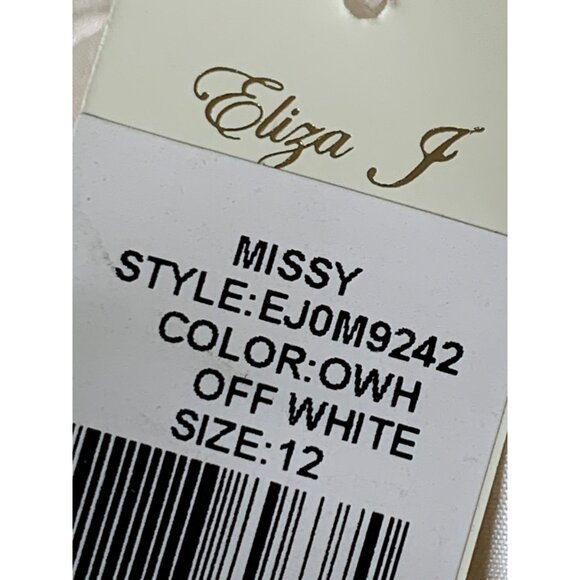 Eliza J
MISSY
STYLE:EJ0M9242
COLOR:OWH
OFF WHITE
SIZE:12